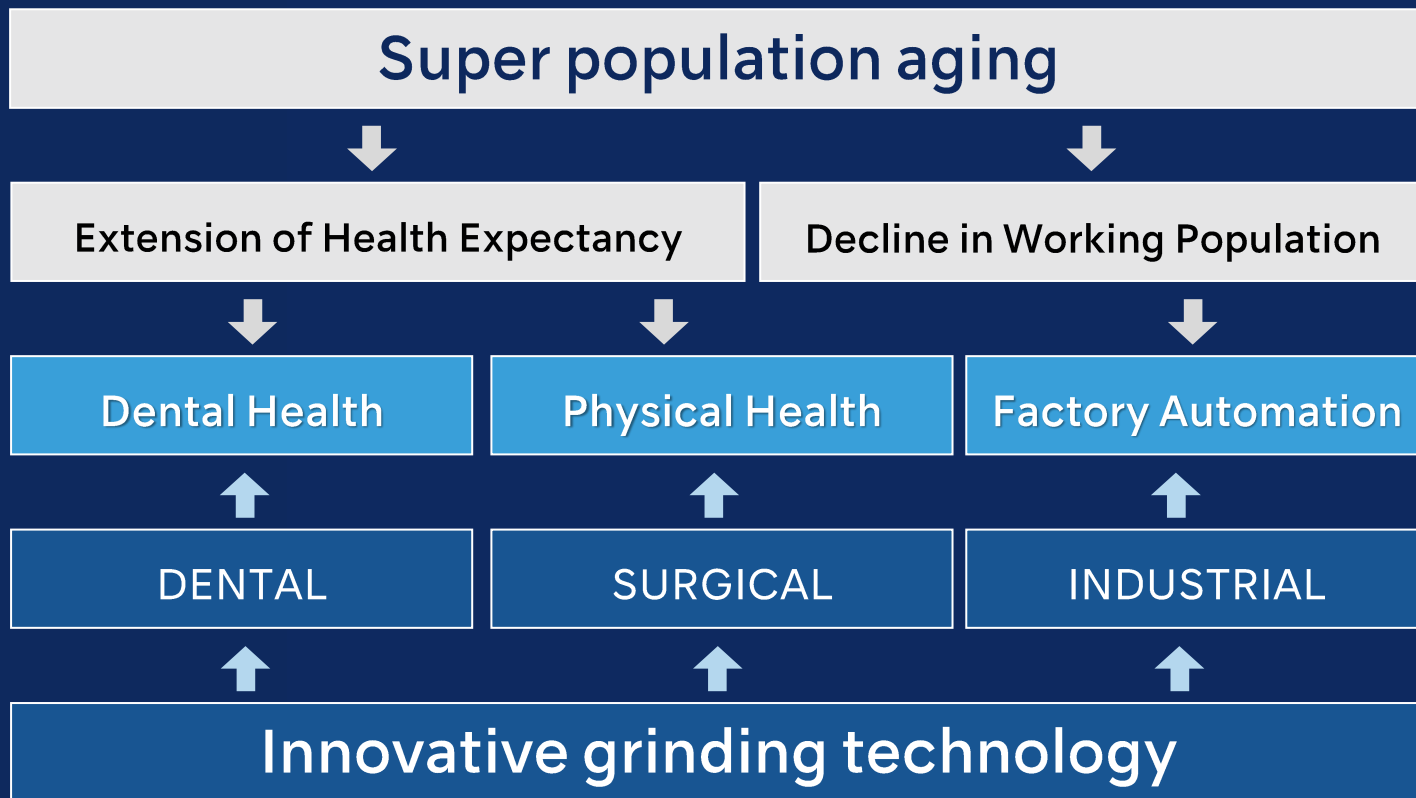 Super population aging
Extension of Health Expectancy
Decline in Working Population
Dental Health
Physical Health
Factory Automation
DENTAL
SURGICAL
INDUSTRIAL
Innovative grinding technology